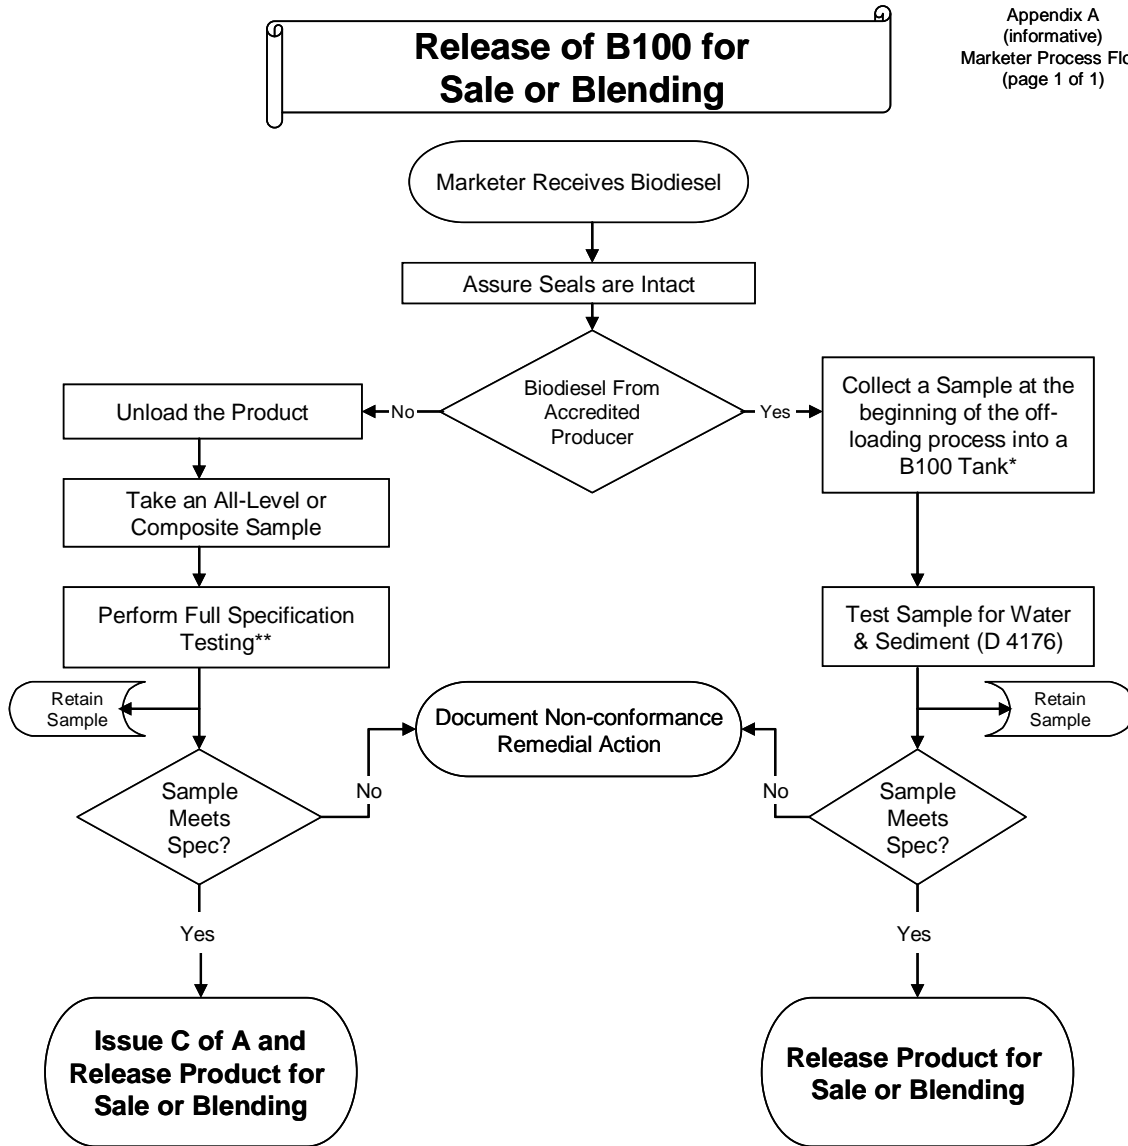 Release of B100 for
Sale or Blending
Appendix A
(informative)
Marketer Process Flo
(page 1 of 1)
Marketer Receives Biodiesel
Assure Seals are Intact
Biodiesel From
Accredited
Producer
No
Yes
Unload the Product
Collect a Sample at the
beginning of the off-
loading process into a
B100 Tank*
Take an All-Level or
Composite Sample
Perform Full Specification
Testing**
Test Sample for Water
& Sediment (D 4176)
Retain
Sample
Document Non-conformance
Remedial Action
Retain
Sample
Sample
Meets
Spec?
No
No
Sample
Meets
Spec?
Yes
Yes
Issue C of A and
Release Product for
Sale or Blending
Release Product for
Sale or Blending